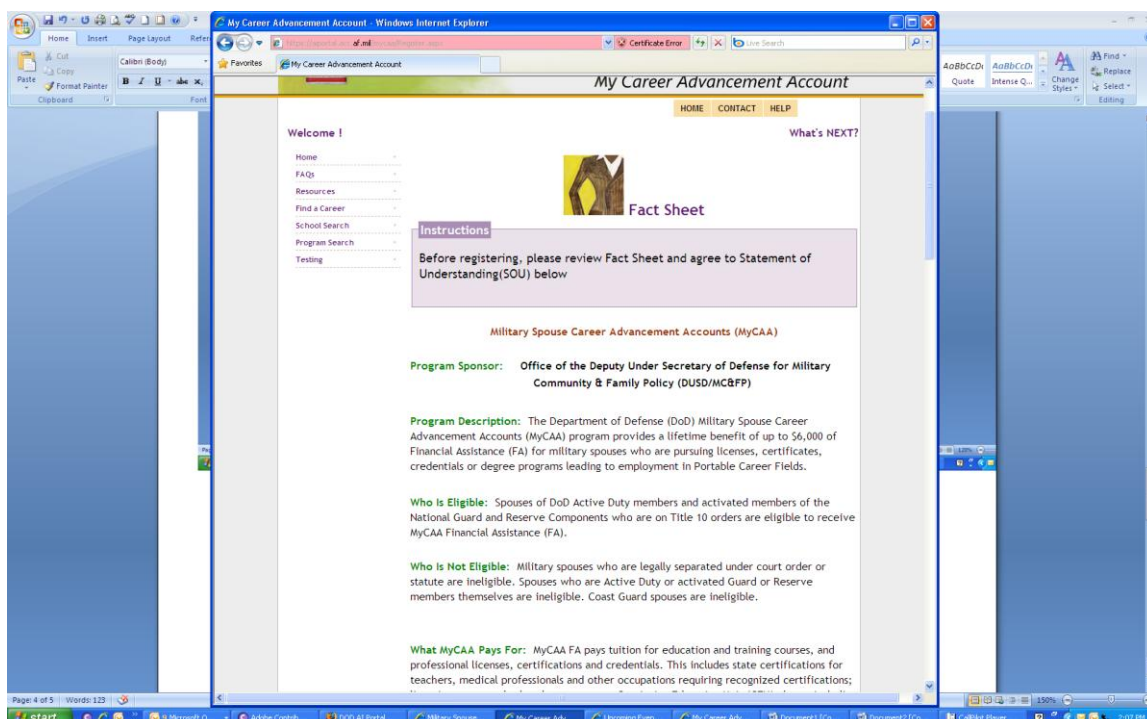 My Career Advancement Account - Windows Internet Explorer
Home Insert Page Layout Refer
Cut
Calibri (Body)
Copy
Paste
Format Painter
B I U abc x,
Clipboard
Font
af.mil
Certificate Error
Live Search
Favorites
My Career Advancement Account
AaBbCcDc AaBbCcDc
Quote Intense Q...
Change Styles
Find
Replace
Select
Editing
My Career Advancement Account
HOME CONTACT HELP
Welcome !
What's NEXT?
Home
FAQs
Resources
Find a Career
School Search
Program Search
Testing
Fact Sheet
Instructions
Before registering, please review Fact Sheet and agree to Statement of
Understanding(SOU) below
Military Spouse Career Advancement Accounts (MyCAA)
Program Sponsor: Office of the Deputy Under Secretary of Defense for Military
Community & Family Policy (DUSD/MC&FP)
Program Description: The Department of Defense (DoD) Military Spouse Career
Advancement Accounts (MyCAA) program provides a lifetime benefit of up to $6,000 of
Financial Assistance (FA) for military spouses who are pursuing licenses, certificates,
credentials or degree programs leading to employment in Portable Career Fields.
Who Is Eligible: Spouses of DoD Active Duty members and activated members of the
National Guard and Reserve Components who are on Title 10 orders are eligible to receive
MyCAA Financial Assistance (FA).
Who Is Not Eligible: Military spouses who are legally separated under court order or
statute are ineligible. Spouses who are Active Duty or activated Guard or Reserve
members themselves are ineligible. Coast Guard spouses are ineligible.
What MyCAA Pays For: MyCAA FA pays tuition for education and training courses, and
professional licenses, certifications and credentials. This includes state certifications for
teachers, medical professionals and other occupations requiring recognized certifications;
120%
Page: 4 of 5 Words: 123
150%
start
9 Microsoft O...
Adobe Contrib...
DOD AI Portal...
Military Spouse...
My Career Adv...
Upcoming Even...
My Career Adv...
Document1 [Co...
Document2 [Co...
2:01 PM